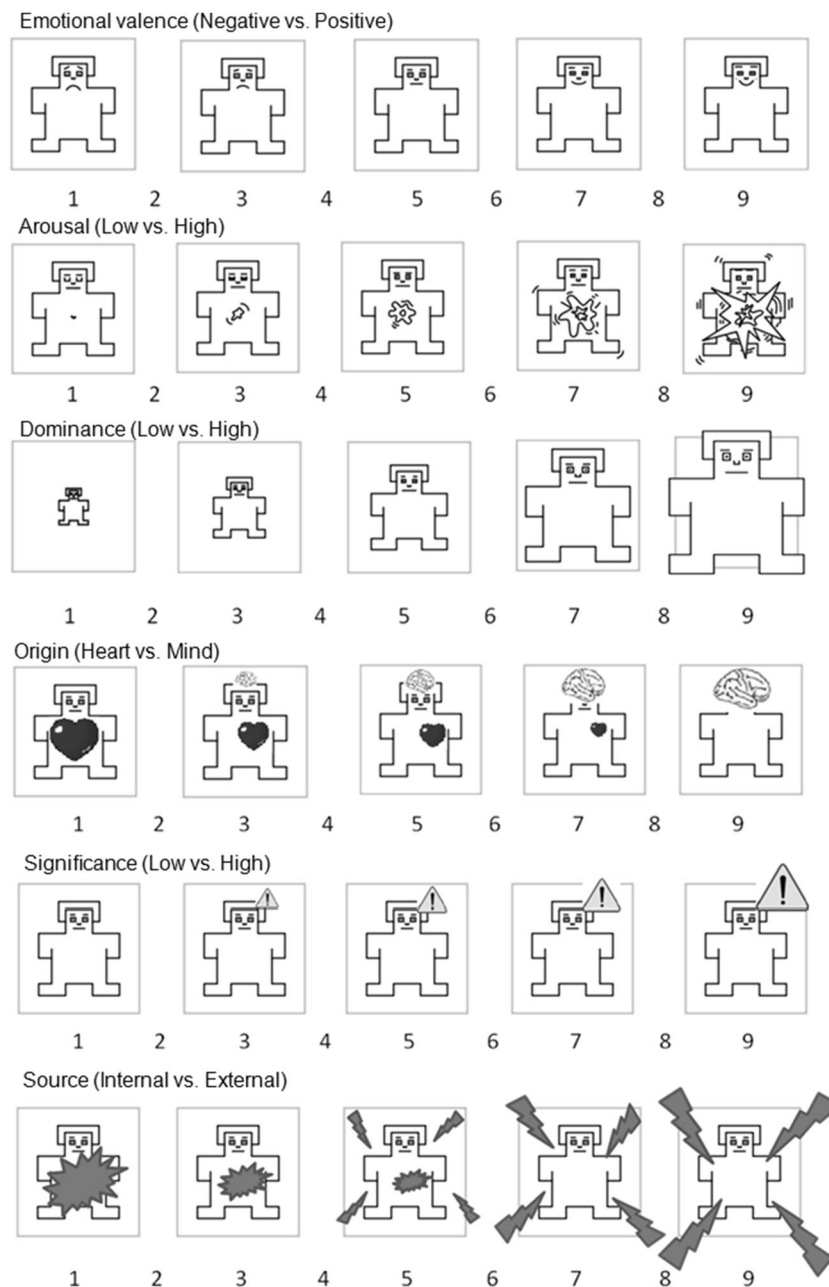 Emotional valence (Negative vs. Positive)
1 2 3 4 5 6 7 8 9
Arousal (Low vs. High)
1 2 3 4 5 6 7 8 9
Dominance (Low vs. High)
1 2 3 4 5 6 7 8 9
Origin (Heart vs. Mind)
1 2 3 4 5 6 7 8 9
Significance (Low vs. High)
! ! ! !
1 2 3 4 5 6 7 8 9
Source (Internal vs. External)
1 2 3 4 5 6 7 8 9